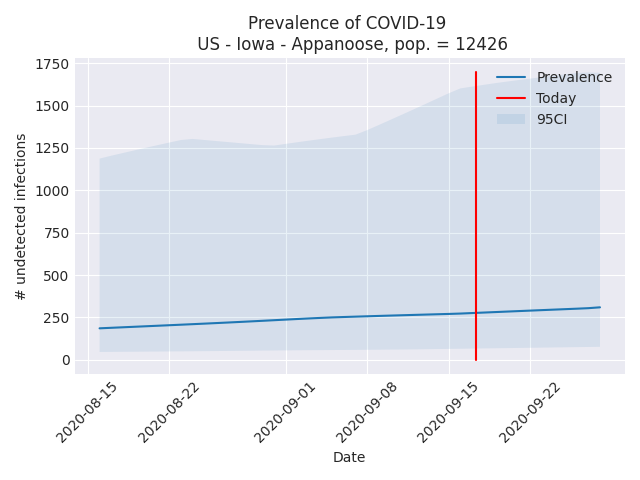 Prevalence of COVID-19
US - Iowa - Appanoose, pop. = 12426
# undetected infections
1750
1500
1250
1000
750
500
250
0
Prevalence
Today
95CI
2020-08-15
2020-08-22
2020-09-01
2020-09-08
2020-09-15
2020-09-22
Date